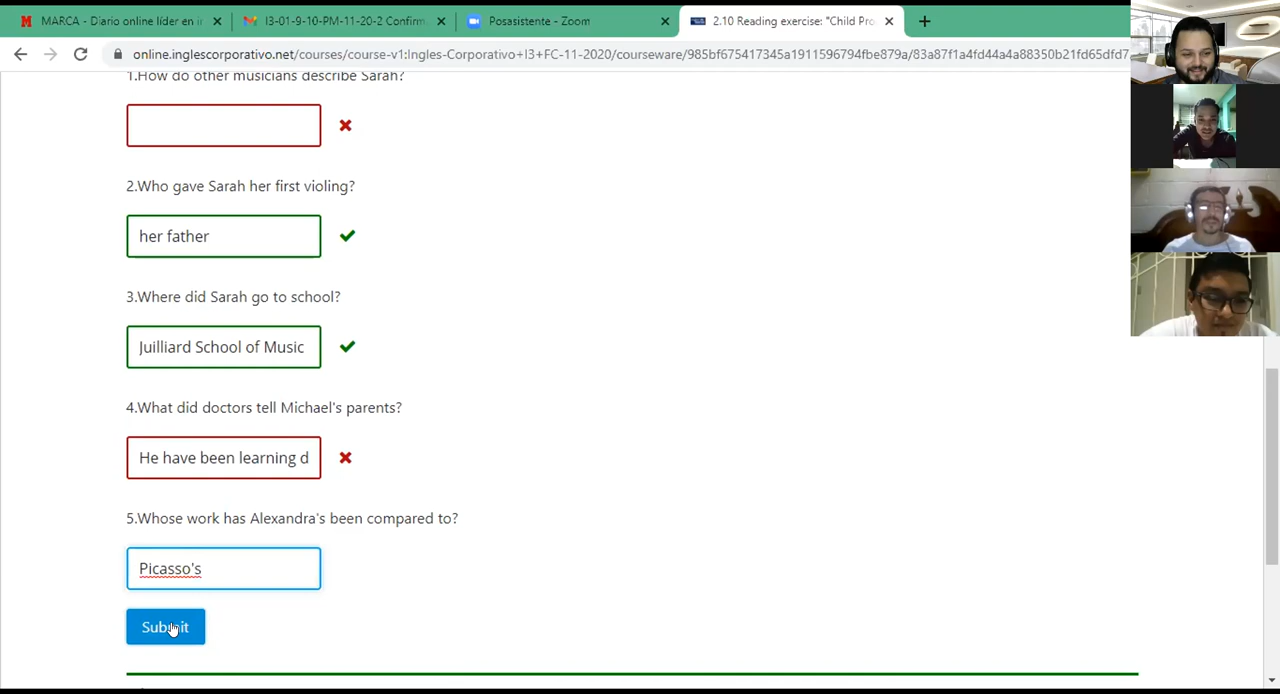 MARCA - Diario online líder en i
I3-01-9-10-PM-11-20-2 Confirm
Posasistente - Zoom
2.10 Reading exercise: "Child Pro
online.inglescorporativo.net/courses/course-v1:Ingles-Corporativo+I3+FC-11-2020/courseware/985bf675417345a1911596794fbe879a/83a87f1a4fd44a4a88350b21fd65dfd7
1.How do other musicians describe Sarah?
2.Who gave Sarah her first violing?
her father
3.Where did Sarah go to school?
Juilliard School of Music
4.What did doctors tell Michael's parents?
He have been learning d
5.Whose work has Alexandra's been compared to?
Picasso's
Submit